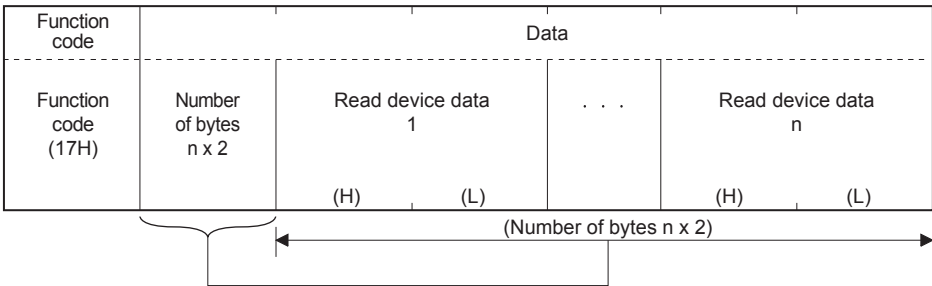 Function
code
Data
Function
code
(17H)
Number
of bytes
n x 2
Read device data
1
. . .
Read device data
n
(H)
(L)
(H)
(L)
(Number of bytes n x 2)